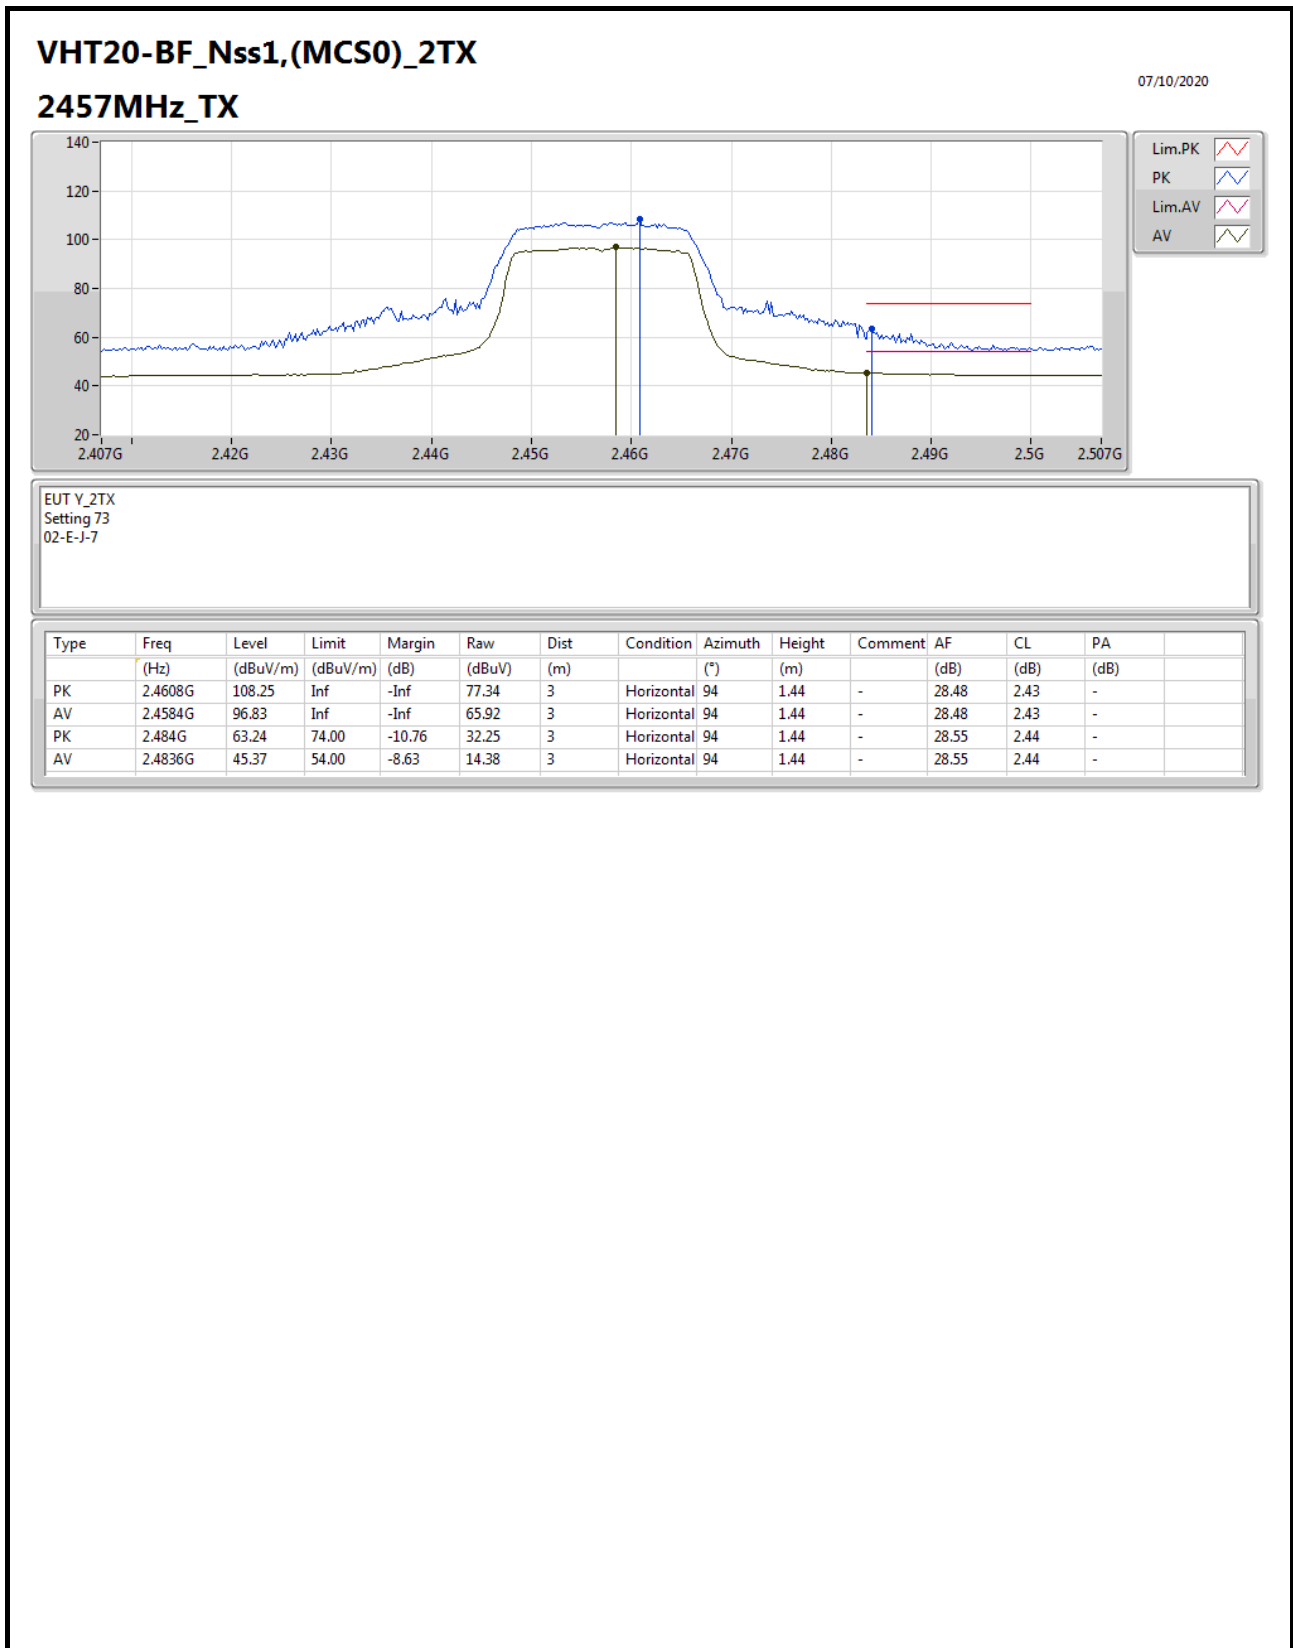 VHT20-BF_Nss1,(MCS0)_2TX
07/10/2020
2457MHz_TX
140
120
100
80
60
40
20
2.407G 2.42G 2.43G 2.44G 2.45G 2.46G 2.47G 2.48G 2.49G 2.5G 2.507G
Lim.PK
PK
Lim.AV
AV
EUT Y_2TX
Setting 73
02-E-J-7
Type Freq Level Limit Margin Raw Dist Condition Azimuth Height Comment AF CL PA
(Hz) (dBuV/m) (dBuV/m) (dB) (dBuV) (m) (°) (m) (dB) (dB) (dB)
PK 2.4608G 108.25 Inf -Inf 77.34 3 Horizontal 94 1.44 - 28.48 2.43 -
AV 2.4584G 96.83 Inf -Inf 65.92 3 Horizontal 94 1.44 - 28.48 2.43 -
PK 2.484G 63.24 74.00 -10.76 32.25 3 Horizontal 94 1.44 - 28.55 2.44 -
AV 2.4836G 45.37 54.00 -8.63 14.38 3 Horizontal 94 1.44 - 28.55 2.44 -